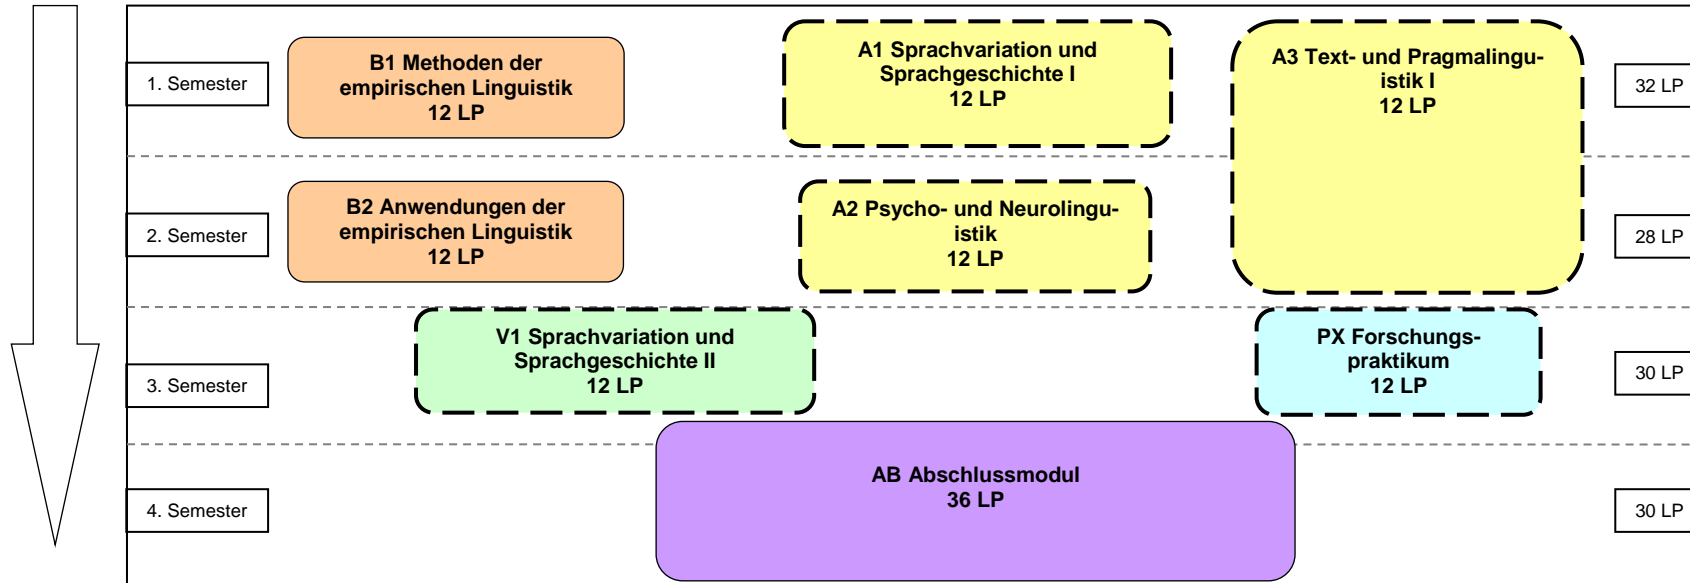 1. Semester
B1 Methoden der
empirischen Linguistik
12 LP
A1 Sprachvariation und
Sprachgeschichte I
12 LP
A3 Text- und Pragmalingu-
istik I
12 LP
32 LP
2. Semester
B2 Anwendungen der
empirischen Linguistik
12 LP
A2 Psycho- und Neurolingu-
istik
12 LP
28 LP
3. Semester
V1 Sprachvariation und
Sprachgeschichte II
12 LP
PX Forschungs-
praktikum
12 LP
30 LP
4. Semester
AB Abschlussmodul
36 LP
30 LP